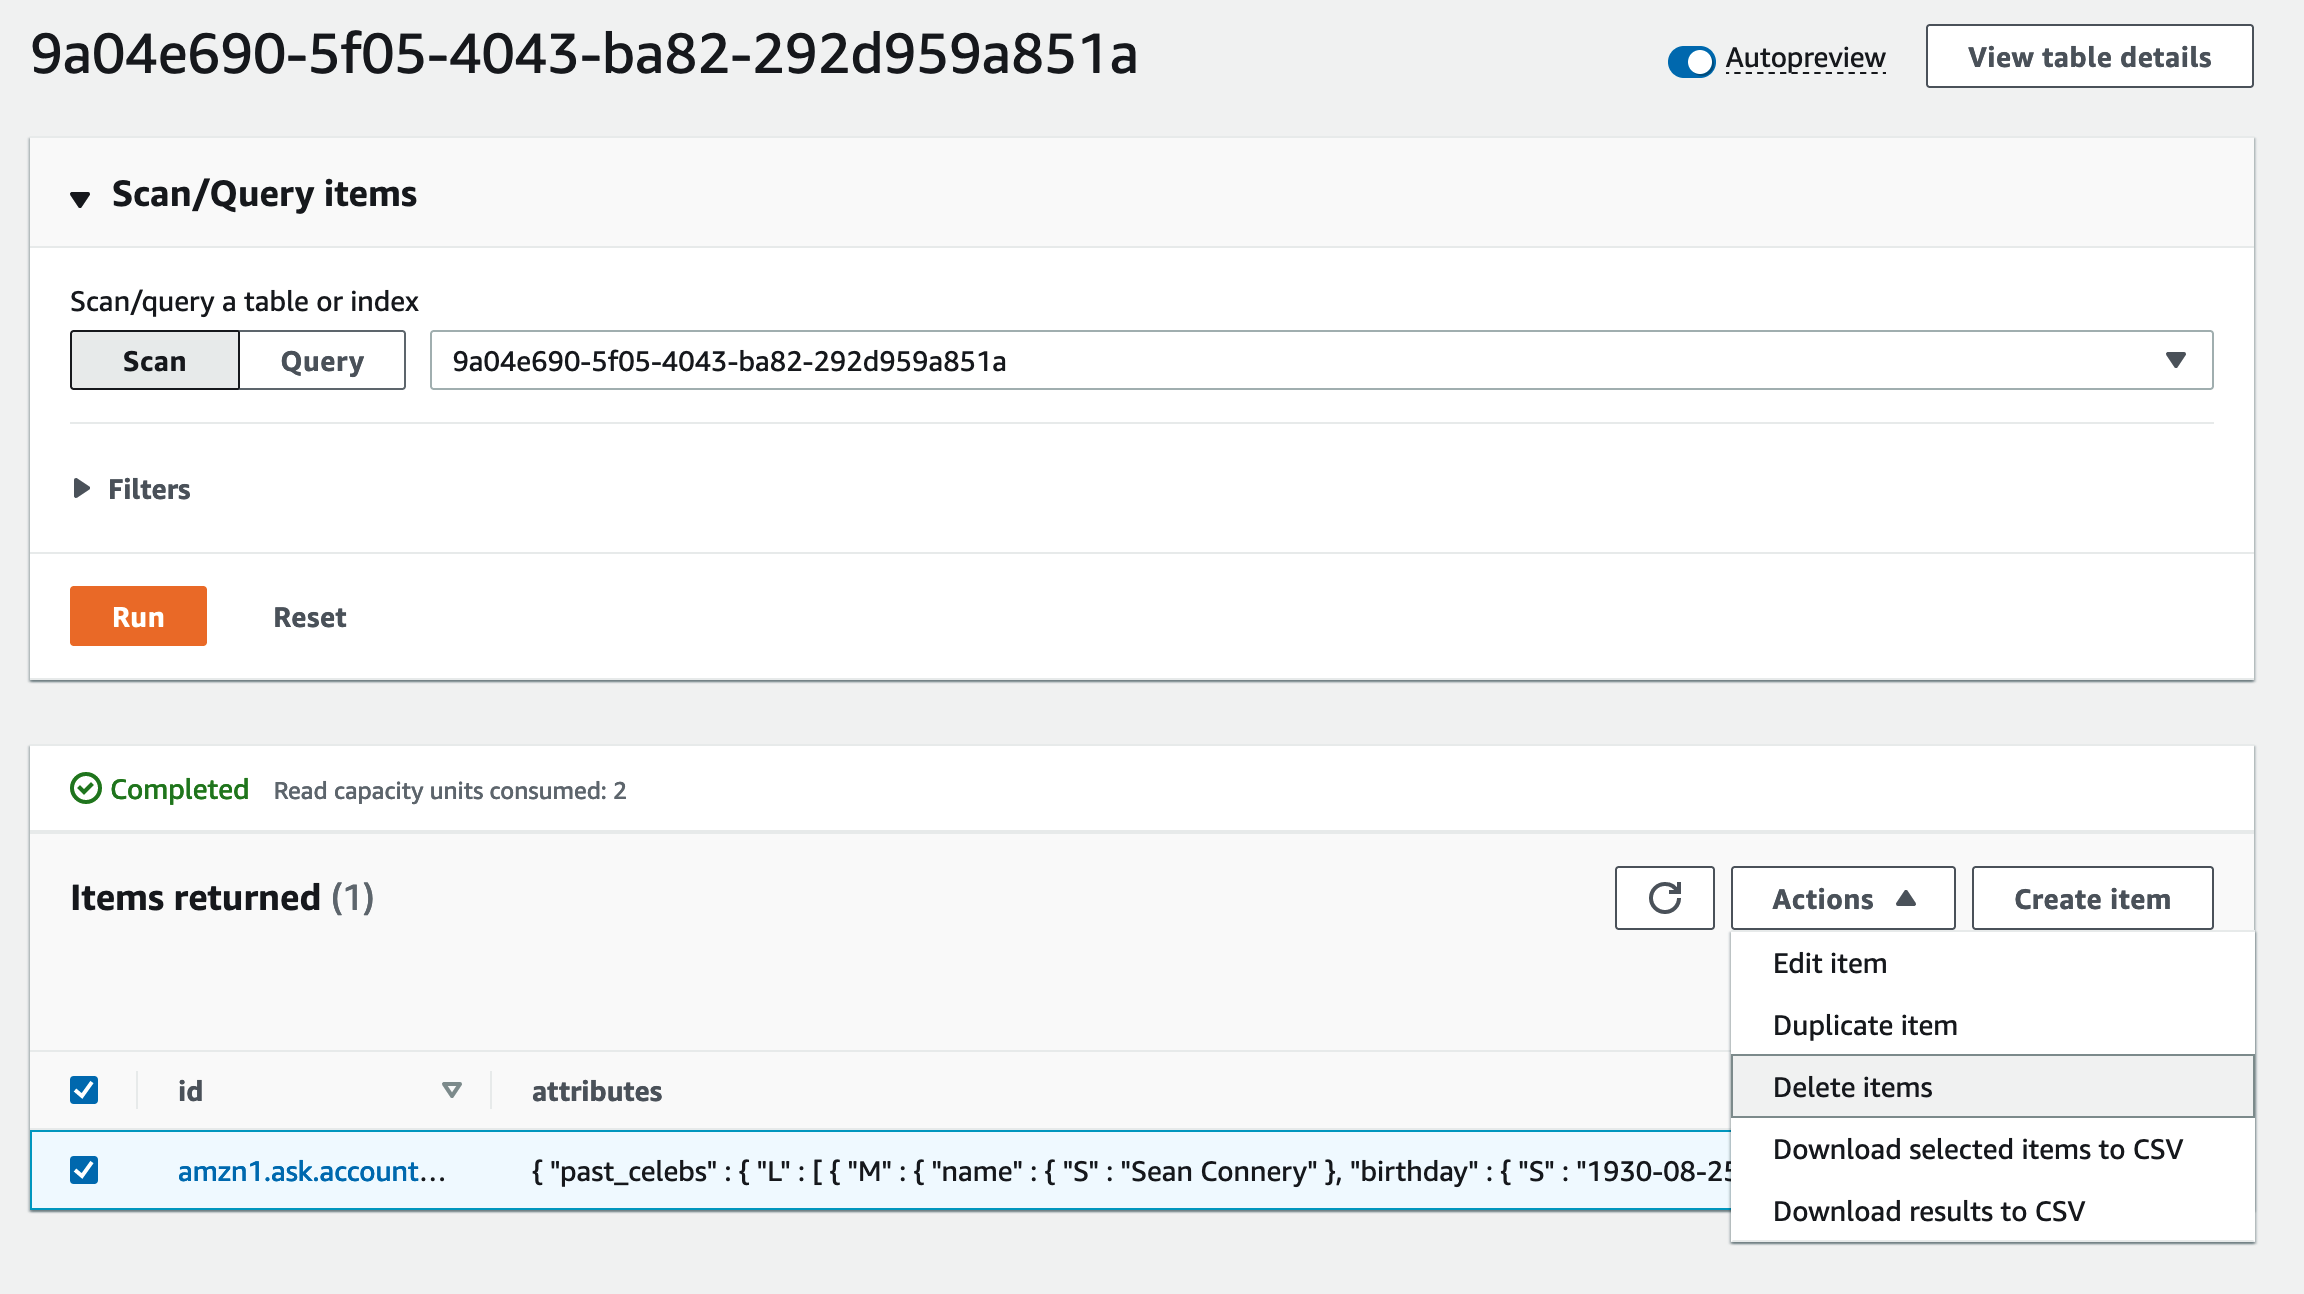 9a04e690-5f05-4043-ba82-292d959a851a
Autopreview
View table details
Scan/Query items
Scan/query a table or index
Scan
Query
9a04e690-5f05-4043-ba82-292d959a851a
Filters
Run
Reset
Completed
Read capacity units consumed: 2
Items returned (1)
Actions
Create item
Edit item
Duplicate item
Delete items
Download selected items to CSV
Download results to CSV
id
attributes
amzn1.ask.account…
{ "past_celebs" : { "L" : [ { "M" : { "name" : { "S" : "Sean Connery" }, "birthday" : { "S" : "1930-08-25